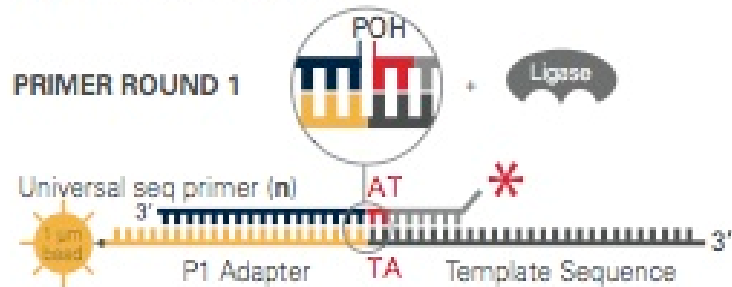 POH
PRIMER ROUND 1
+
Ligase
Universal seq primer (n)
AT
*
3'
1 µm
bead
3'
P1 Adapter
TA
Template Sequence